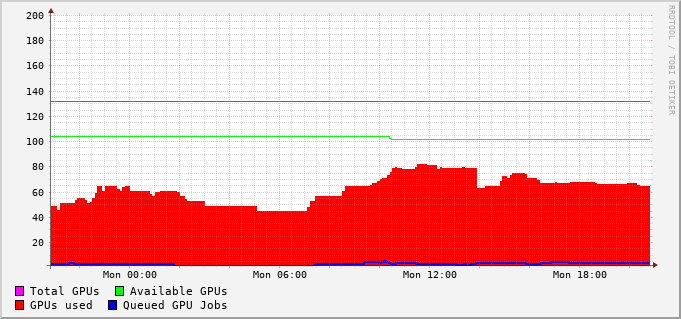 200
180
160
140
120
100
80
60
40
20
Mon 00:00 Mon 06:00 Mon 12:00 Mon 18:00
Total GPUs Available GPUs
GPUs used Queued GPU Jobs
RRDTOOL / TOBI OETIKER